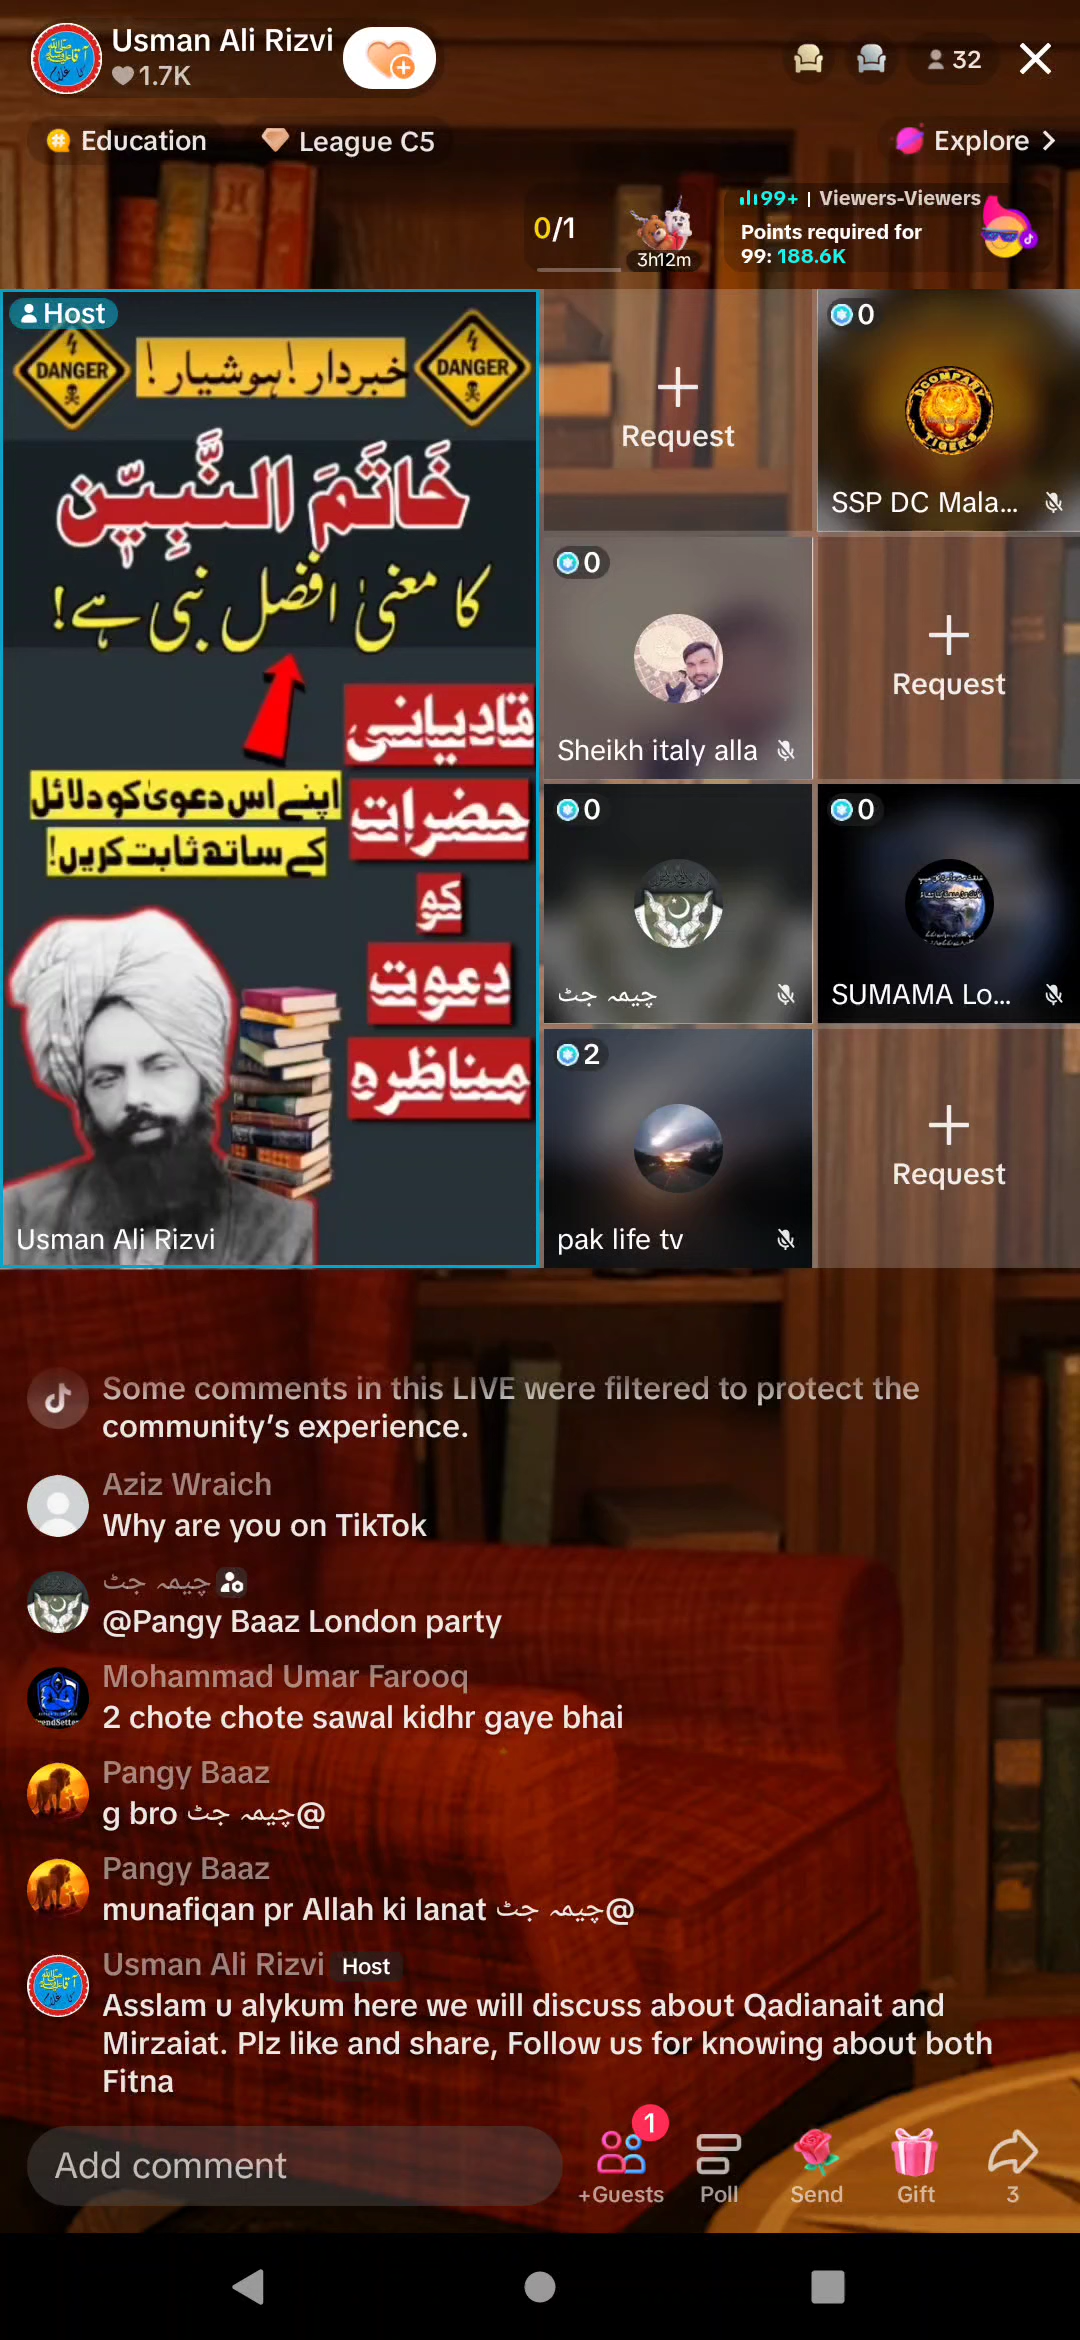 Usman Ali Rizvi
1.7K
32
Education
League C5
Explore
0/1
3h12m
99+ | Viewers-Viewers
Points required for
99: 188.6K
Host
DANGER
خبردار ! ہوشیار !
DANGER
خَاتَمَ النَّبِيّٖن
کا معنیٰ افضل نبی ہے!
قادیانی
حضرات
کو
دعوت
مناظرہ
اپنے اس دعویٰ کو دلائل
کے ساتھ ثابت کریں!
Usman Ali Rizvi
Request
0
DCOMPANY
TIGERS
SSP DC Mala...
0
Sheikh italy alla
Request
0
چیمہ جٹ
0
SUMAMA Lo...
2
pak life tv
Request
Some comments in this LIVE were filtered to protect the
community's experience.
Aziz Wraich
Why are you on TikTok
چیمہ جٹ
@Pangy Baaz London party
Mohammad Umar Farooq
2 chote chote sawal kidhr gaye bhai
Pangy Baaz
g bro چیمہ جٹ@
Pangy Baaz
munafiqan pr Allah ki lanat چیمہ جٹ@
Usman Ali Rizvi Host
Asslam u alykum here we will discuss about Qadianait and
Mirzaiat. Plz like and share, Follow us for knowing about both
Fitna
Add comment
1
+Guests
Poll
Send
Gift
3